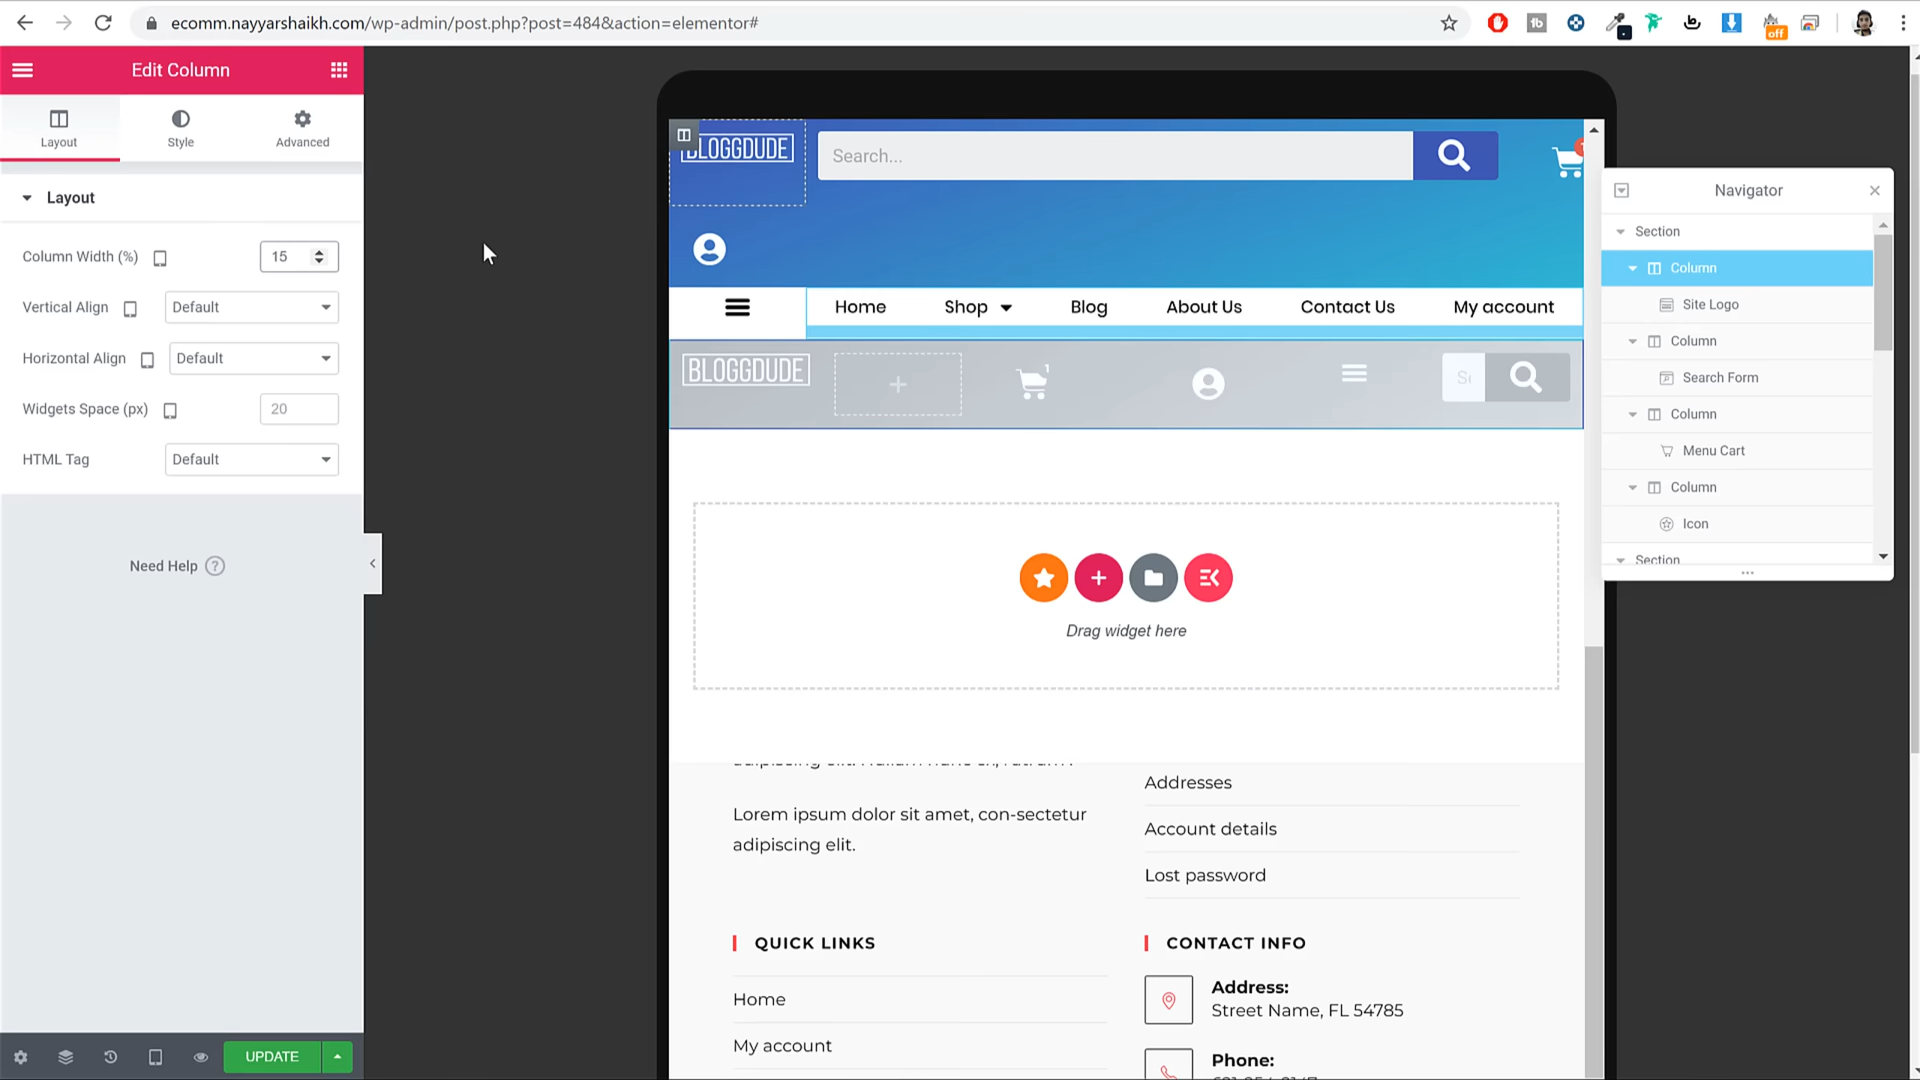 ecomm.nayyarshaikh.com/wp-admin/post.php?post=484&action=elementor#
off
Edit Column
Layout
Style
Advanced
Layout
Column Width (%)
15
Vertical Align
Default
Horizontal Align
Default
Widgets Space (px)
20
HTML Tag
Default
Need Help
UPDATE
BLOGGDUDE
Search...
Home
Shop
Blog
About Us
Contact Us
My account
BLOGGDUDE
1
Drag widget here
Lorem ipsum dolor sit amet, con-sectetur
adipiscing elit.
Addresses
Account details
Lost password
QUICK LINKS
Home
My account
CONTACT INFO
Address:
Street Name, FL 54785
Phone:
Navigator
Section
Column
Site Logo
Column
Search Form
Column
Menu Cart
Column
Icon
Section